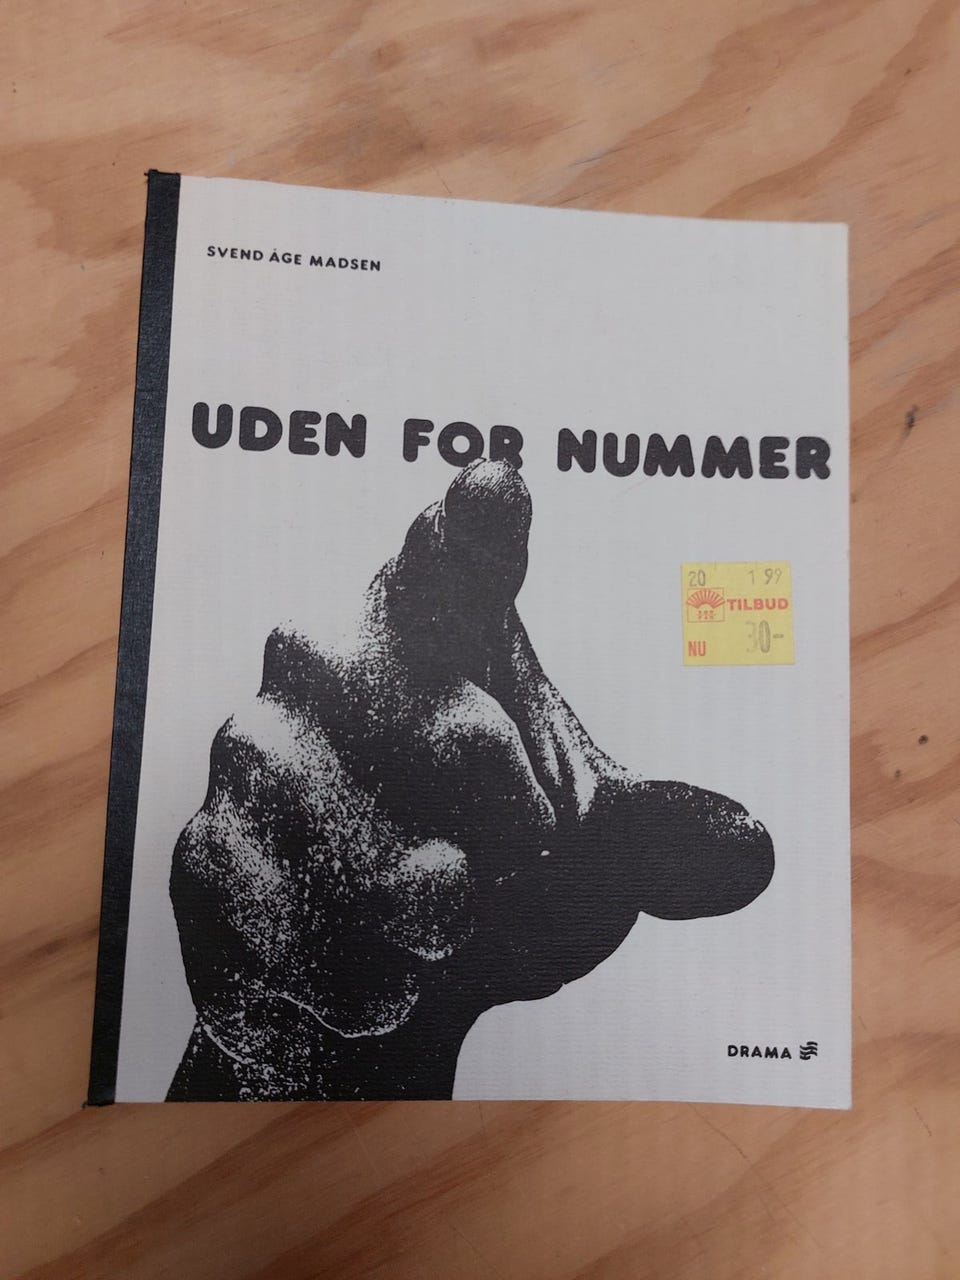 SVEND ÅGE MADSEN
UDEN FOR NUMMER
20 1 99
TILBUD
NU 30-
DRAMA